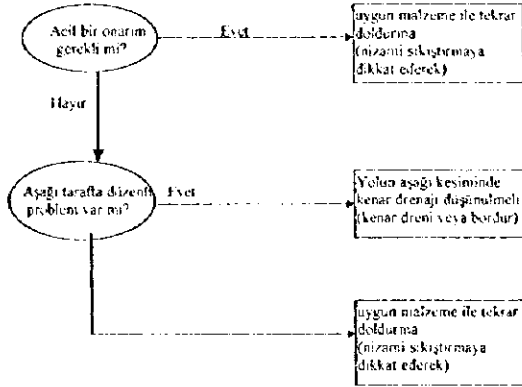 Acil bir onarım
gerekli mi?
Evet
uygun malzeme ile tekrar
doldurma
(nizami sıkıştırmaya
dikkat ederek)
Hayır
Aşağı tarafta düzenli
problem var mı?
Evet
Yolun aşağı kesiminde
kenar drenajı düşünülmeli
(kenar dreni veya bordur)
uygun malzeme ile tekrar
doldurma
(nizami sıkıştırmaya
dikkat ederek)